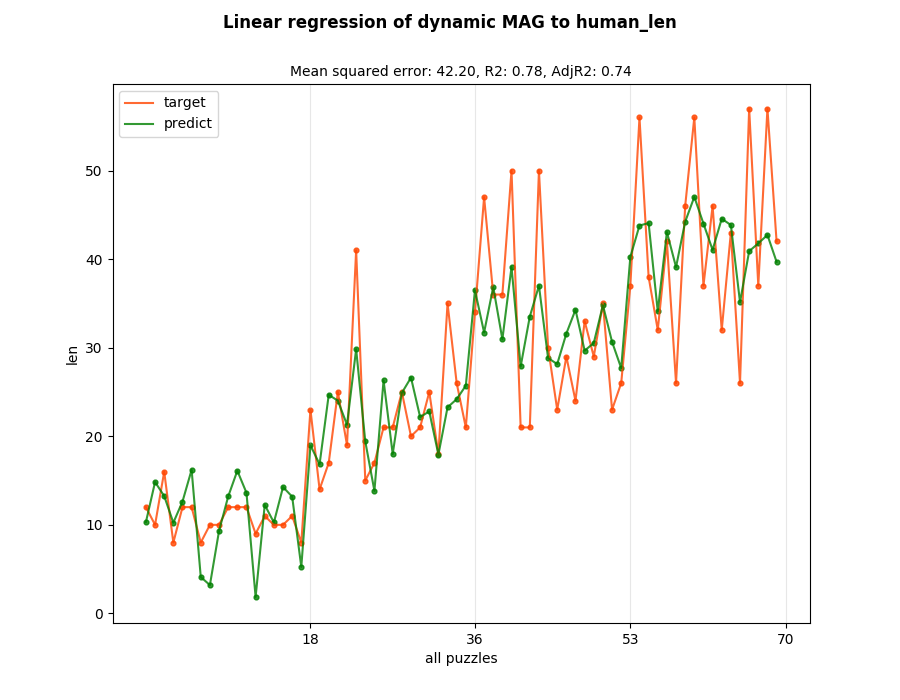 Linear regression of dynamic MAG to human_len
Mean squared error: 42.20, R2: 0.78, AdjR2: 0.74
target
predict
50
40
30
20
10
0
len
18
36
53
70
all puzzles